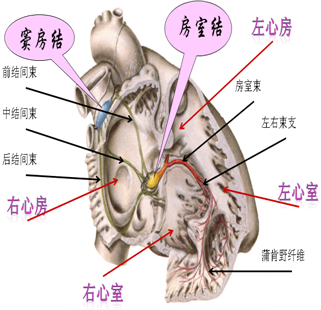 窦房结
房室结
左心房
前结间束
房室束
中结间束
左右束支
后结间束
右心房
左心室
右心室
蒲肯野纤维